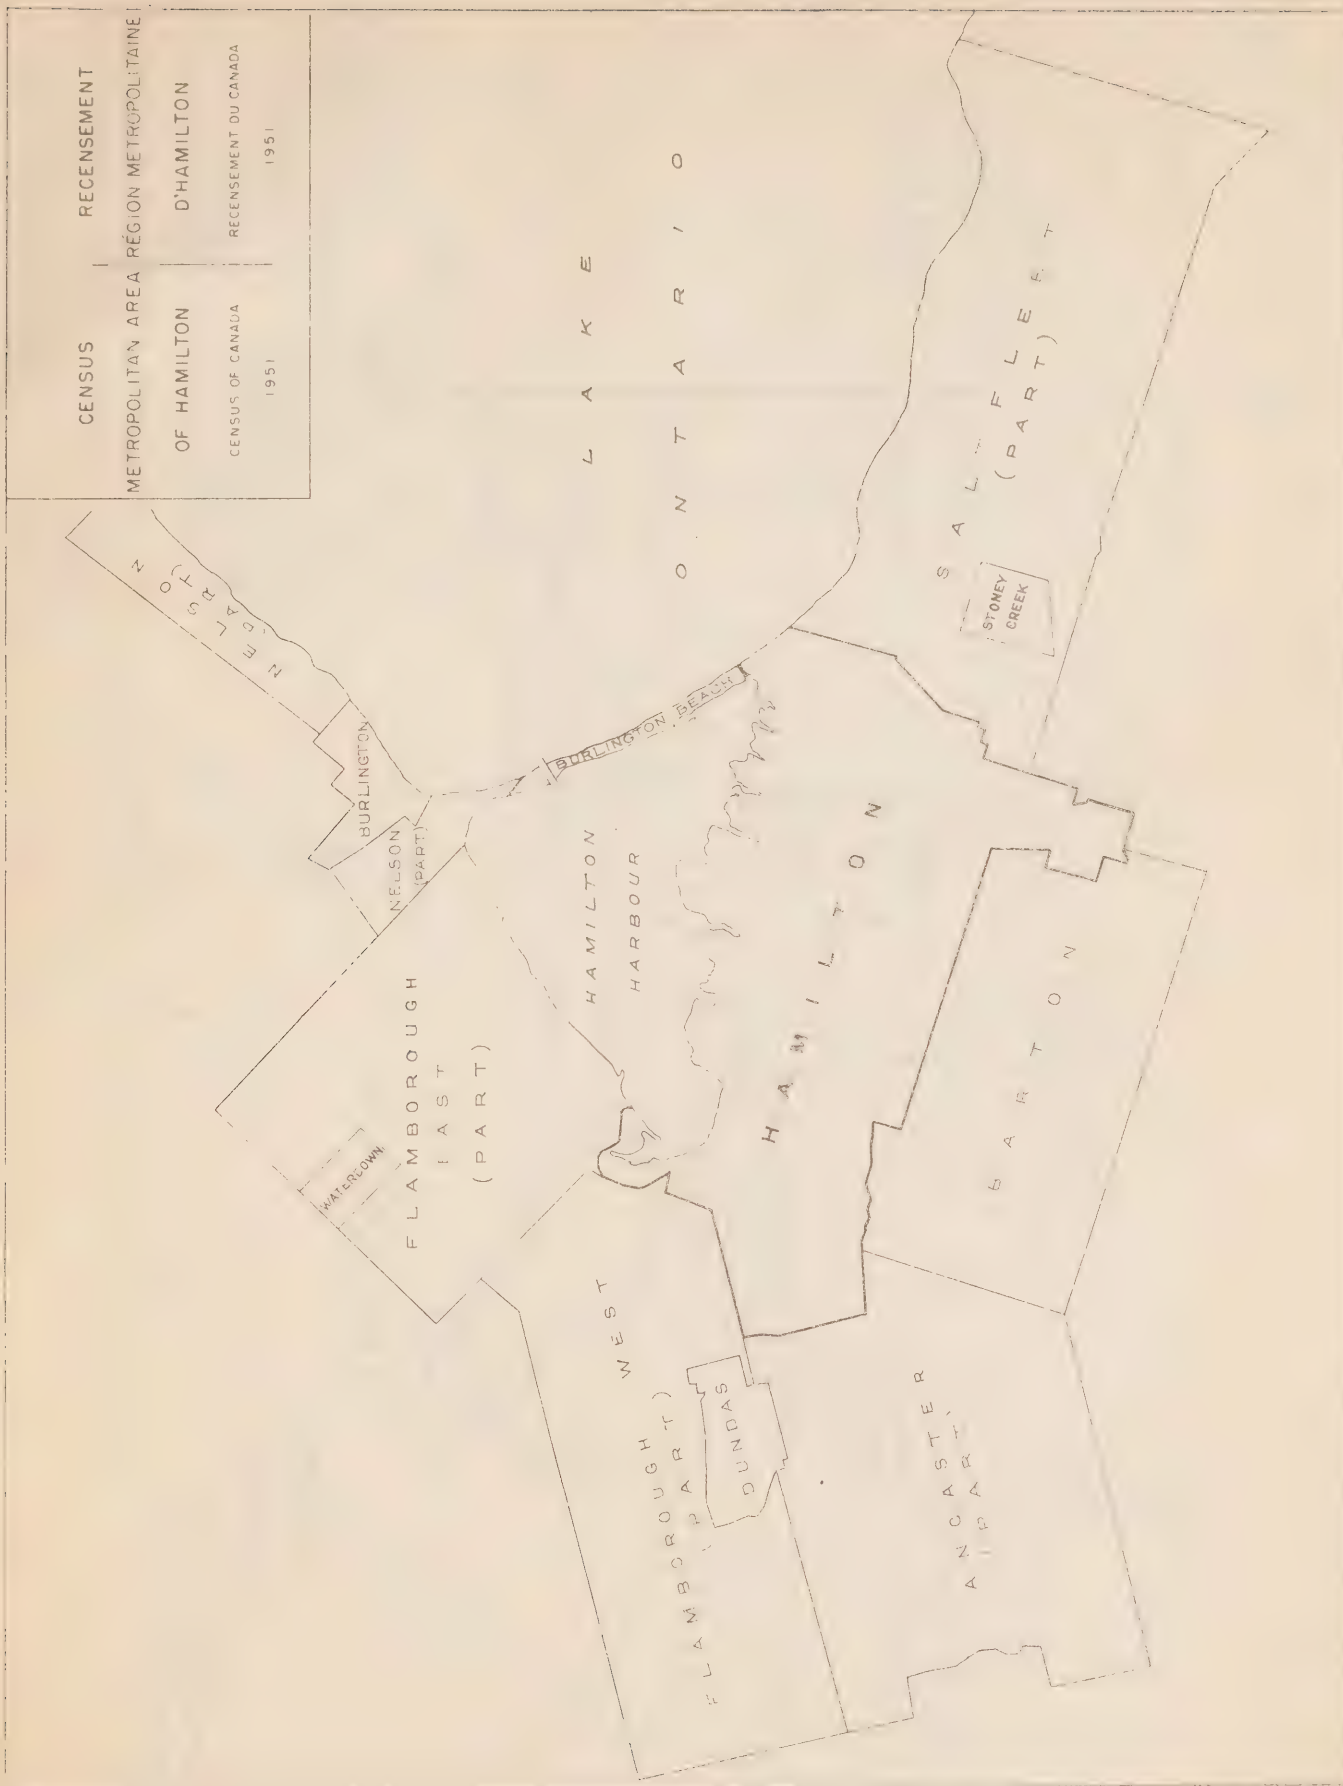 CENSUS
METROPOLITAN AREA
OF HAMILTON
CENSUS OF CANADA
1951
RECENSEMENT
RÉGION METROPOLITAINE
D'HAMILTON
RECENSEMENT DU CANADA
1951
NELSON
(PART)
BURLINGTON
NELSON
(PART)
WATERDOWN
FLAMBOROUGH
EAST
(PART)
LAKE
ONTARIO
BURLINGTON BEACH
HAMILTON
HARBOUR
HAMILTON
FLAMBOROUGH WEST
(PART)
DUNDAS
SALTFLEET
(PART)
STONEY
CREEK
BARTON
ANCASTER
(PART)